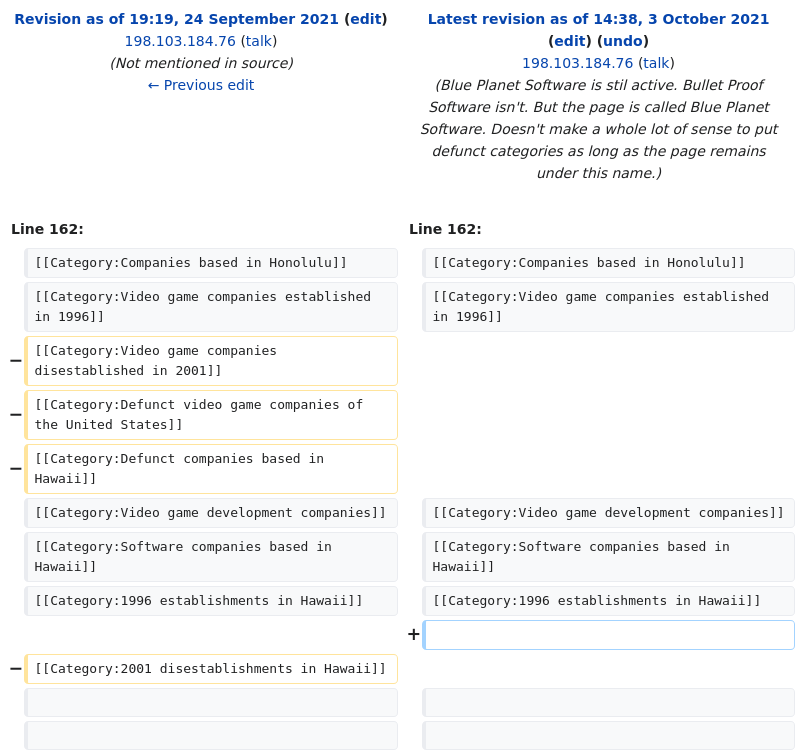 Revision as of 19:19, 24 September 2021 (edit)
198.103.184.76 (talk)
(Not mentioned in source)
← Previous edit
Latest revision as of 14:38, 3 October 2021
(edit) (undo)
198.103.184.76 (talk)
(Blue Planet Software is stil active. Bullet Proof
Software isn't. But the page is called Blue Planet
Software. Doesn't make a whole lot of sense to put
defunct categories as long as the page remains
under this name.)
Line 162:
Line 162:
[[Category:Companies based in Honolulu]]
[[Category:Companies based in Honolulu]]
[[Category:Video game companies established
in 1996]]
[[Category:Video game companies established
in 1996]]
− [[Category:Video game companies
disestablished in 2001]]
− [[Category:Defunct video game companies of
the United States]]
− [[Category:Defunct companies based in
Hawaii]]
[[Category:Video game development companies]]
[[Category:Video game development companies]]
[[Category:Software companies based in
Hawaii]]
[[Category:Software companies based in
Hawaii]]
[[Category:1996 establishments in Hawaii]]
[[Category:1996 establishments in Hawaii]]
+
− [[Category:2001 disestablishments in Hawaii]]